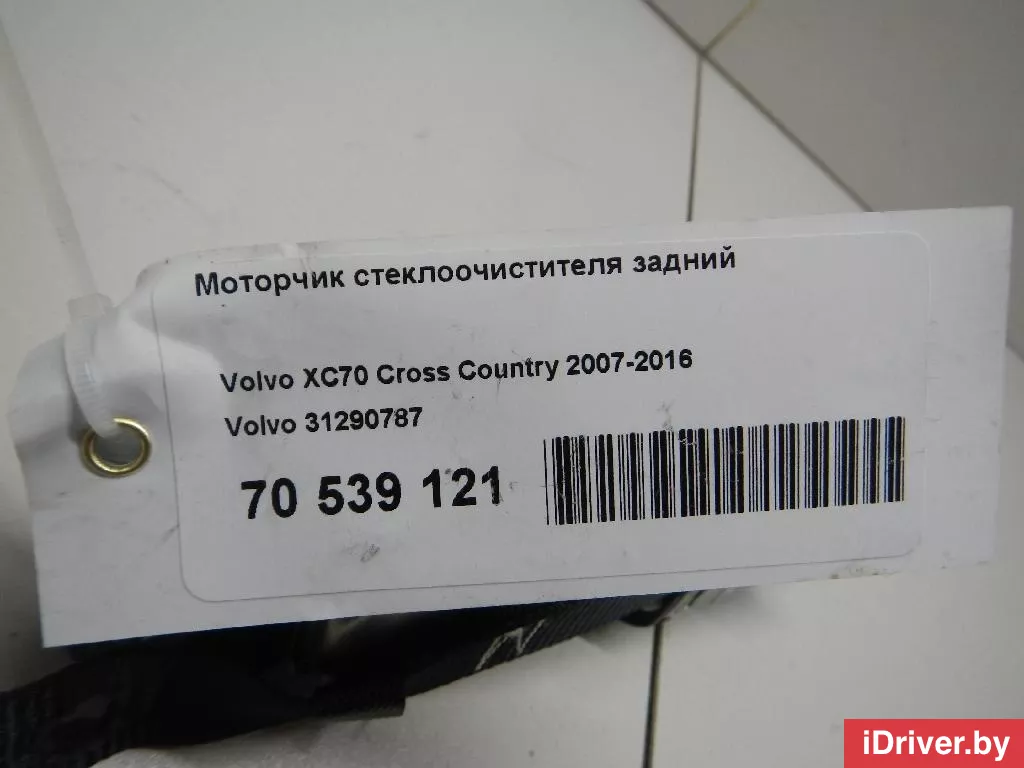 Моторчик стеклоочистителя задний
Volvo XC70 Cross Country 2007-2016
Volvo 31290787
70 539 121
iDriver.by